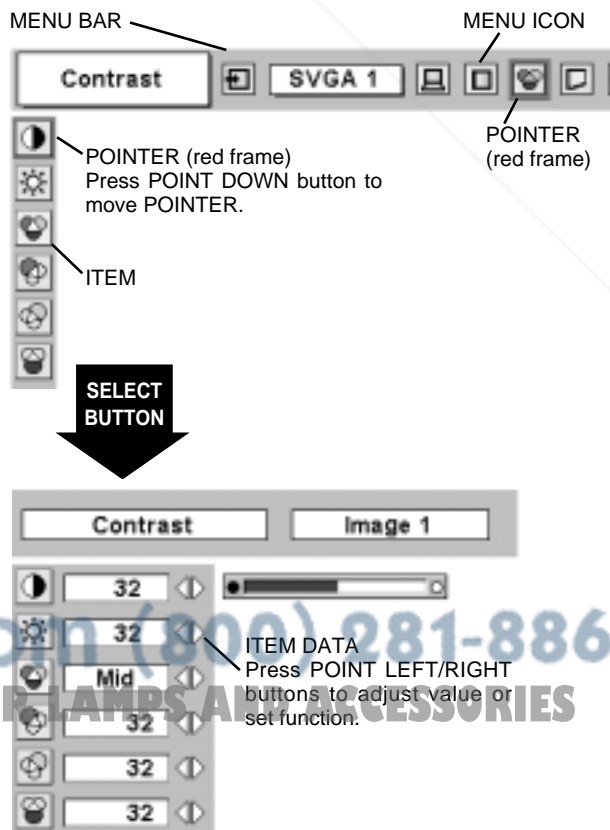 MENU BAR
MENU ICON
Contrast
SVGA 1
POINTER
(red frame)
POINTER (red frame)
Press POINT DOWN button to
move POINTER.
ITEM
SELECT
BUTTON
Contrast
Image 1
32
32
ITEM DATA
Press POINT LEFT/RIGHT
buttons to adjust value or
set function.
Mid
32
32
32
(800) 281-886
LAMPS AND ACCESSORIES